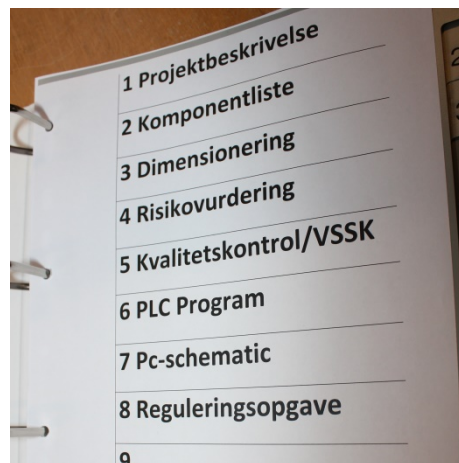 1 Projektbeskrivelse
2 Komponentliste
3 Dimensionering
4 Risikovurdering
5 Kvalitetskontrol/VSSK
6 PLC Program
7 Pc-schematic
8 Reguleringsopgave
9